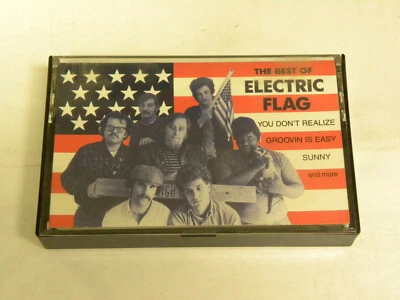 THE BEST OF
ELECTRIC
FLAG
YOU DON'T REALIZE
GROOVIN IS EASY
SUNNY
and more